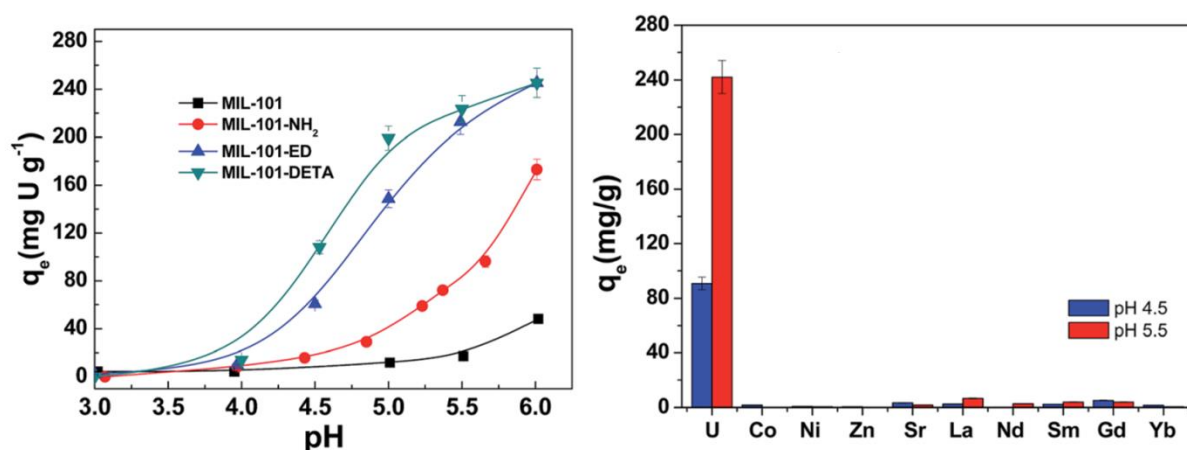 280
240
200
160
120
80
40
0
qe(mg U g⁻¹)
MIL-101
MIL-101-NH₂
MIL-101-ED
MIL-101-DETA
3.0 3.5 4.0 4.5 5.0 5.5 6.0
pH
280
240
200
160
120
80
40
0
qe(mg/g)
pH 4.5
pH 5.5
U Co Ni Zn Sr La Nd Sm Gd Yb